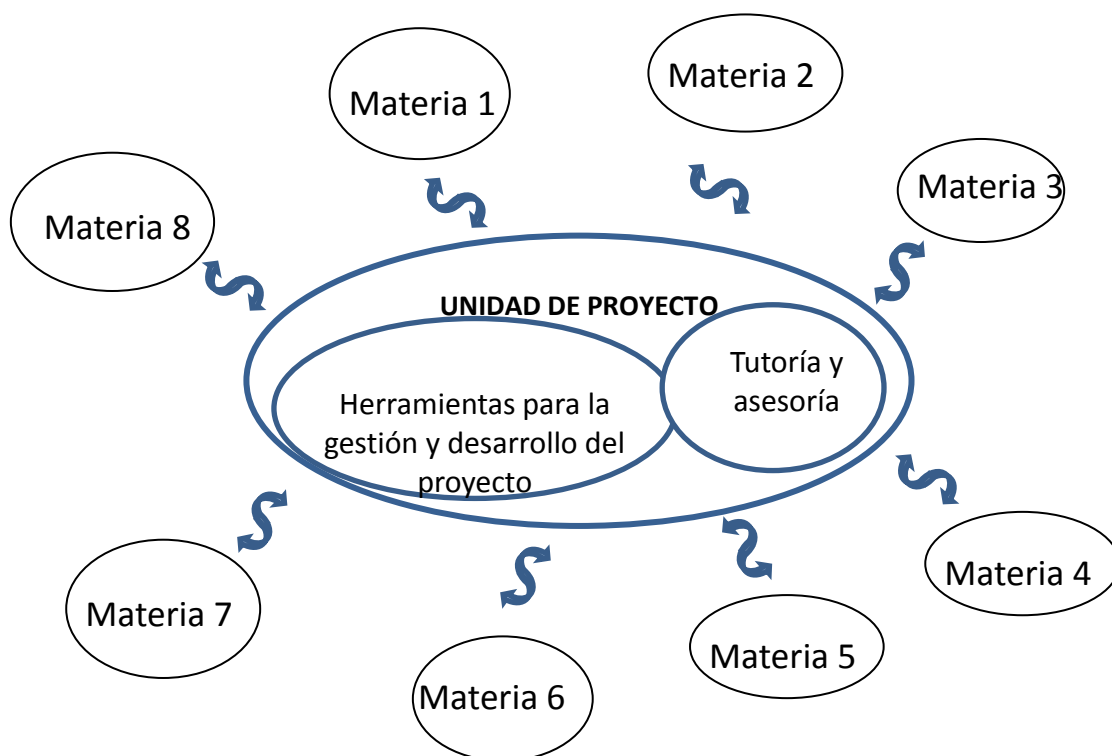 Materia 1
Materia 2
Materia 3
Materia 8
UNIDAD DE PROYECTO
Herramientas para la
gestión y desarrollo del
proyecto
Tutoría y
asesoría
Materia 4
Materia 7
Materia 5
Materia 6